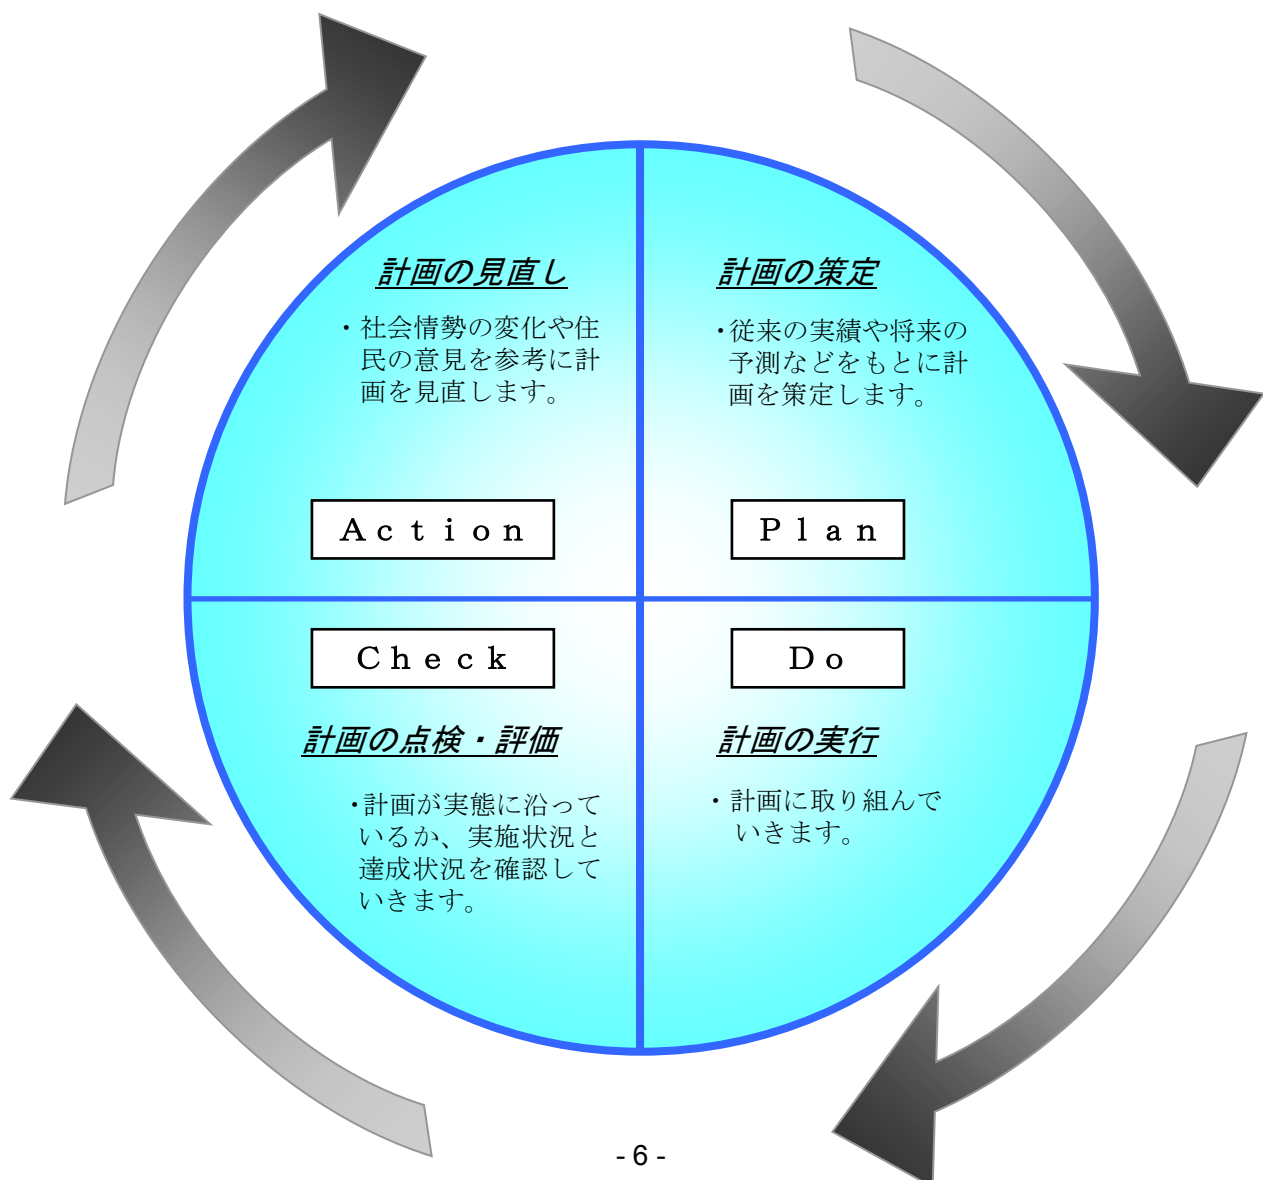 計画の見直し
・社会情勢の変化や住
民の意見を参考に計
画を見直します。
Ａｃｔｉｏｎ
計画の策定
・従来の実績や将来の
予測などをもとに計
画を策定します。
Ｐｌａｎ
Ｃｈｅｃｋ
計画の点検・評価
・計画が実態に沿って
いるか、実施状況と
達成状況を確認して
いきます。
Ｄｏ
計画の実行
・計画に取り組んで
いきます。
- 6 -